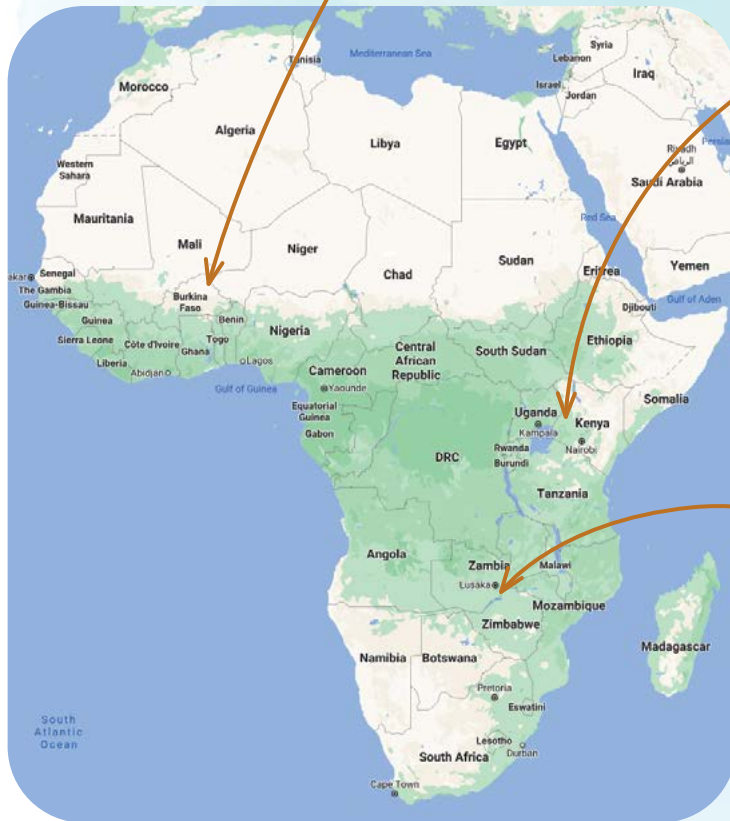 Mediterranean Sea
Tunisia
Syria
Lebanon
Iraq
Israel
Jordan
Morocco
Algeria
Libya
Egypt
Persia
Riyadh
الرياض
Saudi Arabia
Western
Sahara
Red Sea
Mauritania
Mali
Niger
Chad
Sudan
Eritrea
Yemen
Gulf of Aden
Djibouti
akar
Senegal
The Gambia
Guinea-Bissau
Burkina
Faso
Guinea
Benin
Nigeria
Togo
Sierra Leone
Côte d'Ivoire
Ghana
Liberia
Abidjan
Lagos
Gulf of Guinea
Cameroon
Yaounde
Central
African
Republic
South Sudan
Ethiopia
Somalia
Equatorial
Guinea
Gabon
Uganda
Kampala
Kenya
Nairobi
Rwanda
Burundi
DRC
Tanzania
Angola
Zambia
Lusaka
Malawi
Mozambique
Zimbabwe
Madagascar
Namibia
Botswana
Pretoria
Eswatini
Lesotho
Durban
South Africa
Cape Town
South
Atlantic
Ocean